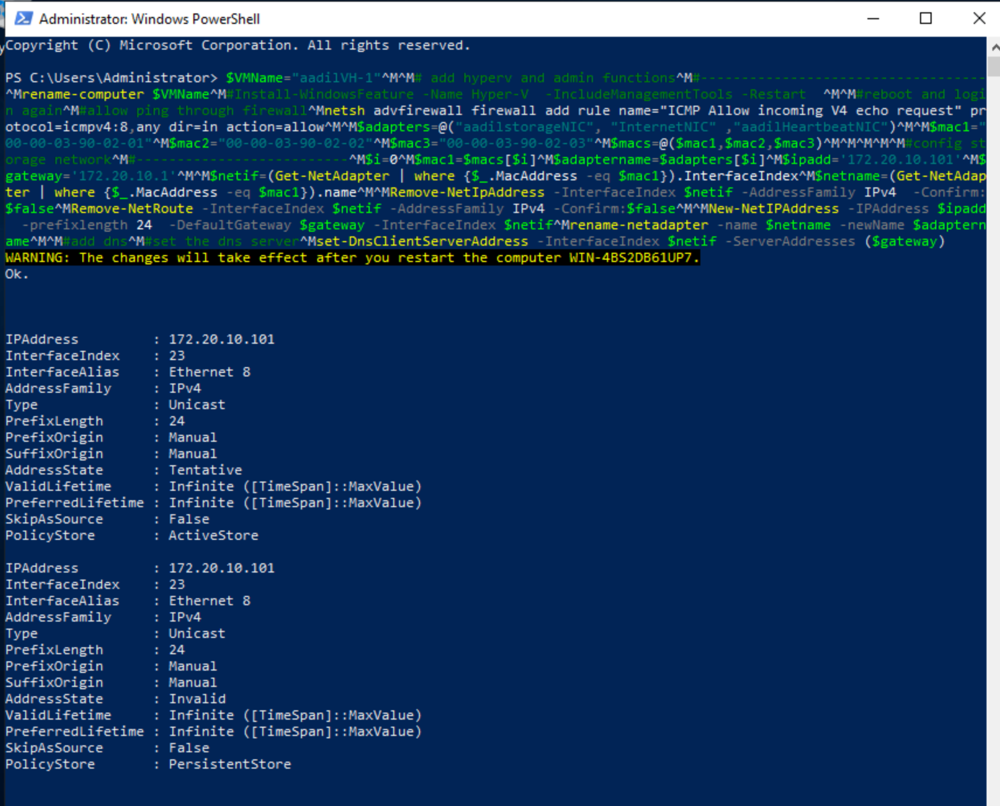 Administrator: Windows PowerShell
Copyright (C) Microsoft Corporation. All rights reserved.
PS C:\Users\Administrator> $VMName="aadilVH-1"^M^M# add hyperv and admin functions^M#-----------------------------------
^Mrename-computer $VMName^M#Install-WindowsFeature -Name Hyper-V  -IncludeManagementTools -Restart  ^M^M#reboot and logi
n again^M#allow ping through firewall^Mnetsh advfirewall firewall add rule name="ICMP Allow incoming V4 echo request" pr
otocol=icmpv4:8,any dir=in action=allow^M^M$adapters=@("aadilstorageNIC", "InternetNIC" ,"aadilHeartbeatNIC")^M^M$mac1="
00-00-03-90-02-01"^M$mac2="00-00-03-90-02-02"^M$mac3="00-00-03-90-02-03"^M$macs=@($mac1,$mac2,$mac3)^M^M^M^M^M#config st
orage network^M#--------------------------^M$i=0^M$mac1=$macs[$i]^M$adaptername=$adapters[$i]^M$ipadd='172.20.10.101'^M$
gateway='172.20.10.1'^M^M$netif=(Get-NetAdapter | where {$_.MacAddress -eq $mac1}).InterfaceIndex^M$netname=(Get-NetAdap
ter | where {$_.MacAddress -eq $mac1}).name^M^MRemove-NetIpAddress -InterfaceIndex $netif -AddressFamily IPv4  -Confirm:
$false^MRemove-NetRoute -InterfaceIndex $netif -AddressFamily IPv4 -Confirm:$false^M^MNew-NetIPAddress -IPAddress $ipadd
  -prefixlength 24  -DefaultGateway $gateway -InterfaceIndex $netif^Mrename-netadapter -name $netname -newName $adaptern
ame^M^M#add dns^M#set the dns server^Mset-DnsClientServerAddress -InterfaceIndex $netif -ServerAddresses ($gateway)
WARNING: The changes will take effect after you restart the computer WIN-4BS2DB61UP7.
Ok.
IPAddress         : 172.20.10.101
InterfaceIndex    : 23
InterfaceAlias    : Ethernet 8
AddressFamily     : IPv4
Type              : Unicast
PrefixLength      : 24
PrefixOrigin      : Manual
SuffixOrigin      : Manual
AddressState      : Tentative
ValidLifetime     : Infinite ([TimeSpan]::MaxValue)
PreferredLifetime : Infinite ([TimeSpan]::MaxValue)
SkipAsSource      : False
PolicyStore       : ActiveStore
IPAddress         : 172.20.10.101
InterfaceIndex    : 23
InterfaceAlias    : Ethernet 8
AddressFamily     : IPv4
Type              : Unicast
PrefixLength      : 24
PrefixOrigin      : Manual
SuffixOrigin      : Manual
AddressState      : Invalid
ValidLifetime     : Infinite ([TimeSpan]::MaxValue)
PreferredLifetime : Infinite ([TimeSpan]::MaxValue)
SkipAsSource      : False
PolicyStore       : PersistentStore